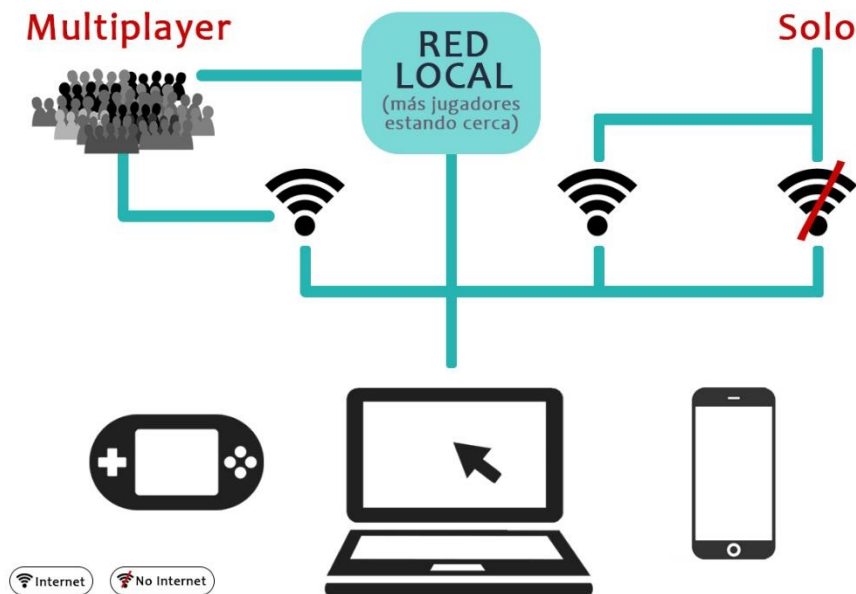 Multiplayer
RED
LOCAL
(más jugadores
estando cerca)
Solo
Internet
No Internet